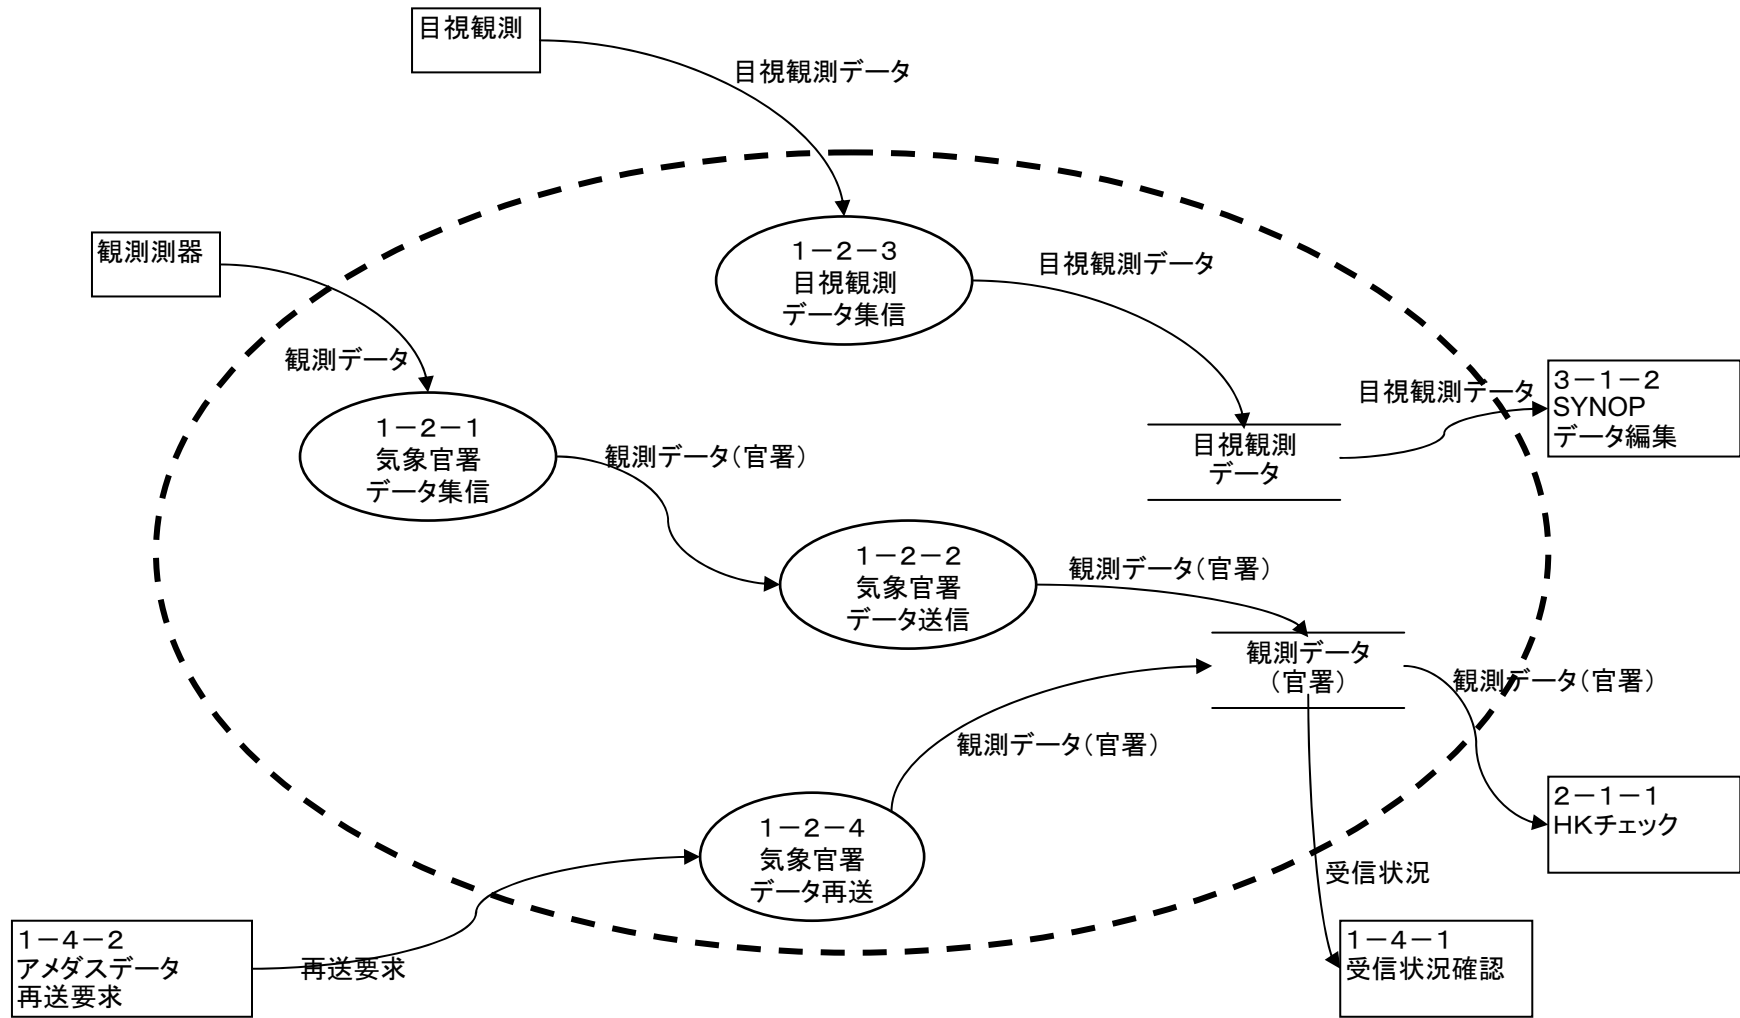 目視観測
目視観測データ
観測測器
1－2－3
目視観測
データ集信
目視観測データ
観測データ
1－2－1
気象官署
データ集信
観測データ（官署）
目視観測
データ
目視観測データ
3－1－2
SYNOP
データ編集
1－2－2
気象官署
データ送信
観測データ（官署）
観測データ
（官署）
観測データ（官署）
観測データ（官署）
2－1－1
HKチェック
1－2－4
気象官署
データ再送
受信状況
1－4－2
アメダスデータ
再送要求
再送要求
1－4－1
受信状況確認